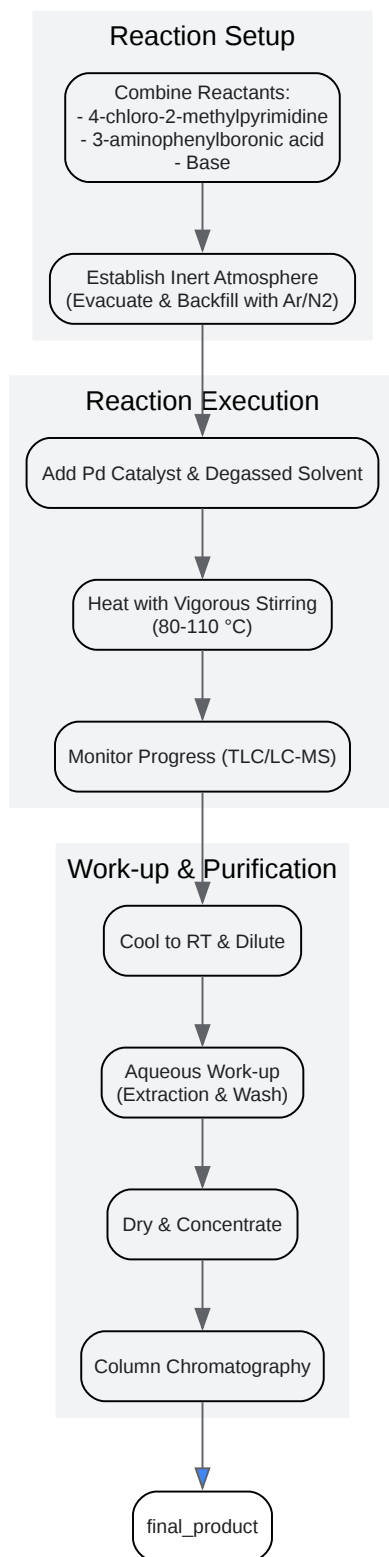 Reaction Setup
Combine Reactants:
- 4-chloro-2-methylpyrimidine
- 3-aminophenylboronic acid
- Base
Establish Inert Atmosphere
(Evacuate & Backfill with Ar/N2)
Reaction Execution
Add Pd Catalyst & Degassed Solvent
Heat with Vigorous Stirring
(80-110 °C)
Monitor Progress (TLC/LC-MS)
Work-up & Purification
Cool to RT & Dilute
Aqueous Work-up
(Extraction & Wash)
Dry & Concentrate
Column Chromatography
final_product